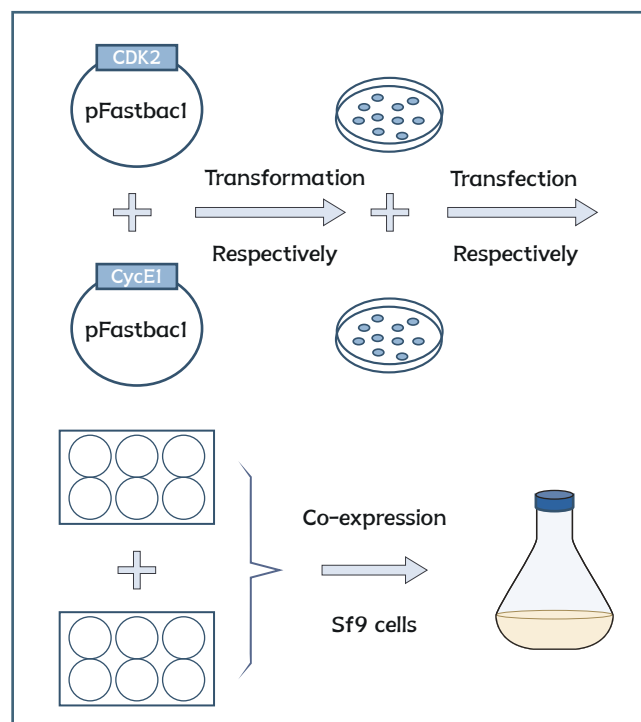 CDK2
pFastbac1
Transformation
Respectively
Transfection
Respectively
CycE1
pFastbac1
Co-expression
Sf9 cells